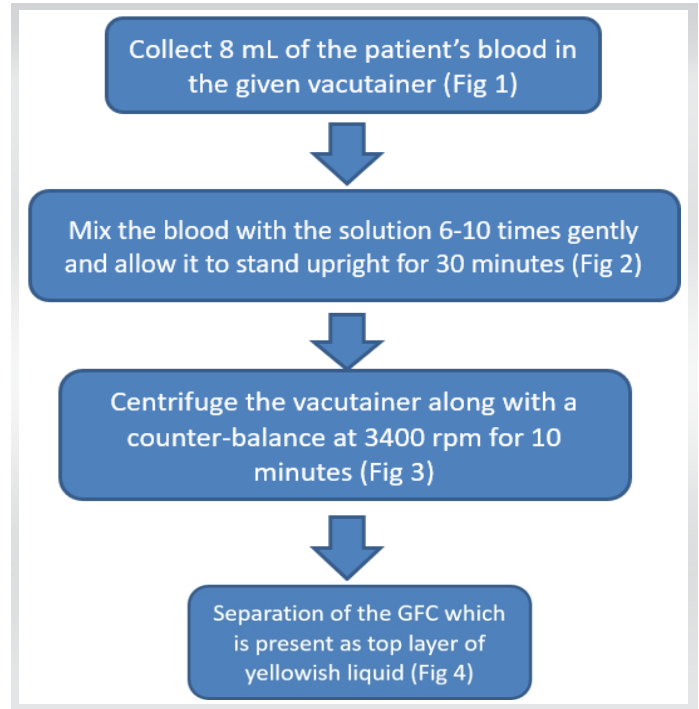 Collect 8 mL of the patient’s blood in
the given vacutainer (Fig 1)
Mix the blood with the solution 6-10 times gently
and allow it to stand upright for 30 minutes (Fig 2)
Centrifuge the vacutainer along with a
counter-balance at 3400 rpm for 10
minutes (Fig 3)
Separation of the GFC which
is present as top layer of
yellowish liquid (Fig 4)